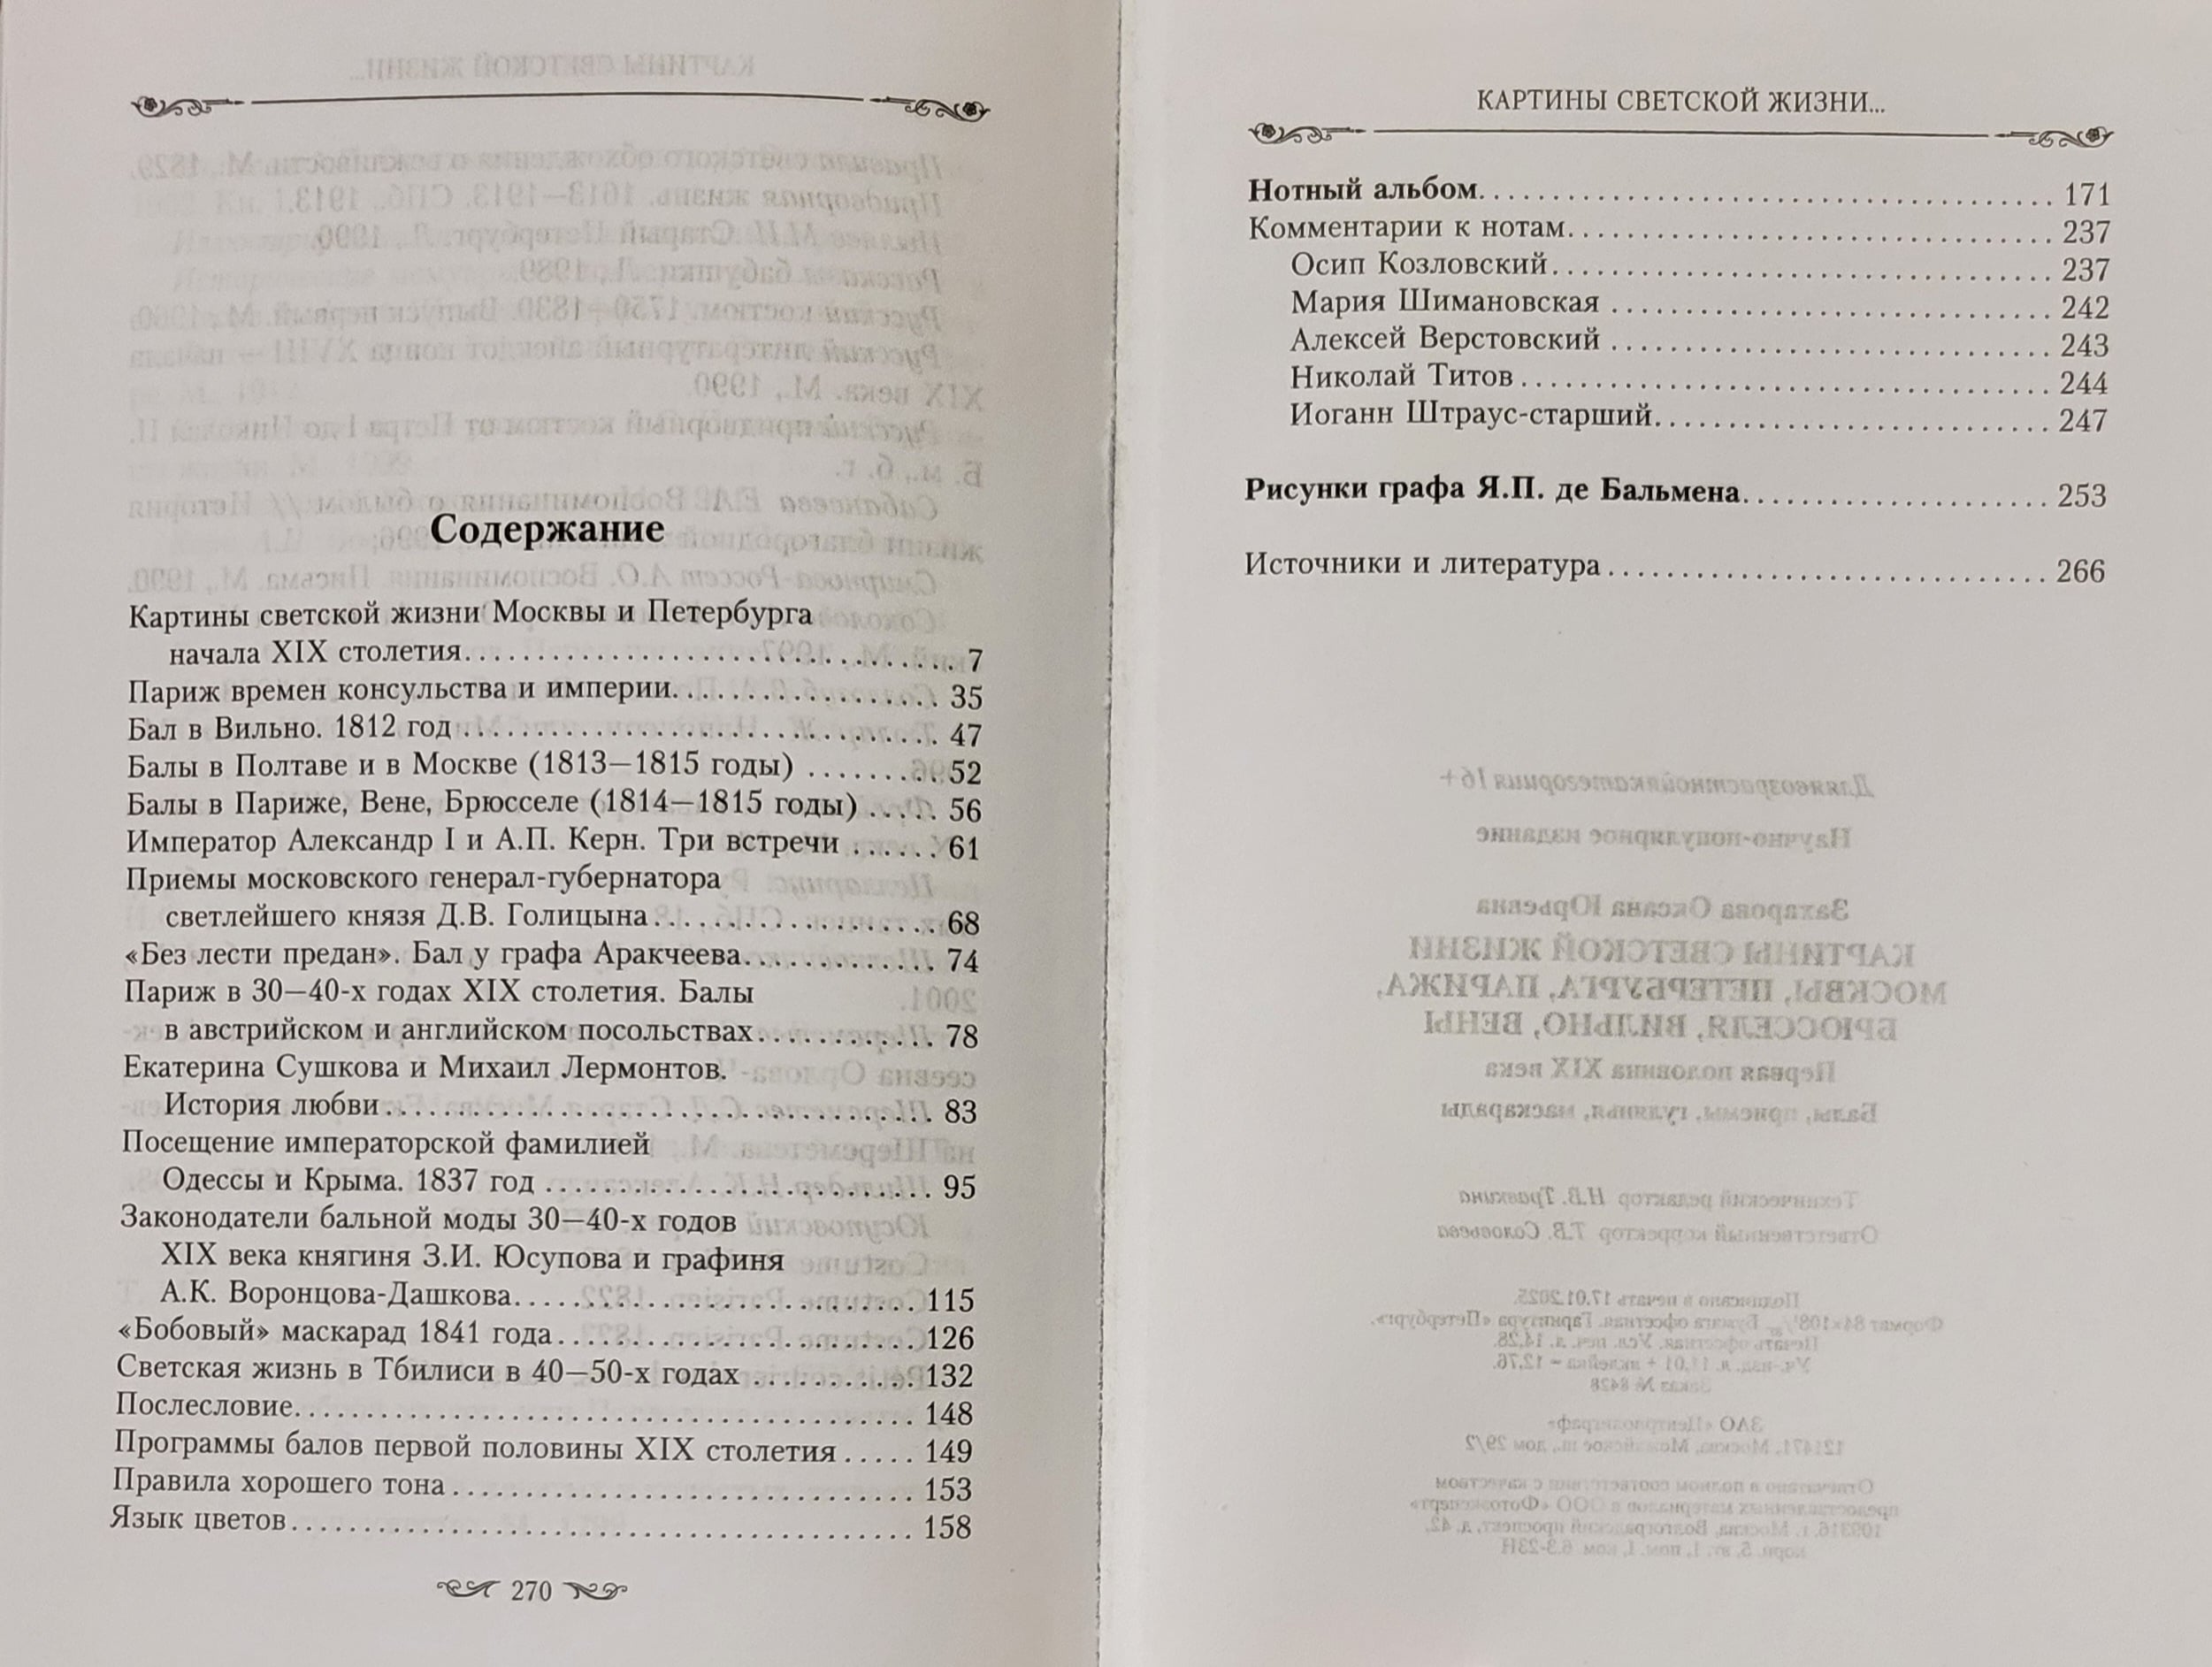 Содержание
Картины светской жизни Москвы и Петербурга
начала XIX столетия. . . . . . . . . . . . . . . . . . . . . . . . . . . . . . . . 7
Париж времен консульства и империи. . . . . . . . . . . . . . . . . . 35
Бал в Вильно. 1812 год . . . . . . . . . . . . . . . . . . . . . . . . . . . . . . . . 47
Балы в Полтаве и в Москве (1813—1815 годы) . . . . . . . . . 52
Балы в Париже, Вене, Брюсселе (1814—1815 годы) . . . . . 56
Император Александр I и А.П. Керн. Три встречи . . . . . . 61
Приемы московского генерал-губернатора
светлейшего князя Д.В. Голицына. . . . . . . . . . . . . . . . . . . 68
«Без лести предан». Бал у графа Аракчеева. . . . . . . . . . . . . 74
Париж в 30—40-х годах XIX столетия. Балы
в австрийском и английском посольствах. . . . . . . . . . . . 78
Екатерина Сушкова и Михаил Лермонтов.
История любви . . . . . . . . . . . . . . . . . . . . . . . . . . . . . . . . . . . . 83
Посещение императорской фамилией
Одессы и Крыма. 1837 год . . . . . . . . . . . . . . . . . . . . . . . . . . 95
Законодатели бальной моды 30—40-х годов
XIX века княгиня З.И. Юсупова и графиня
А.К. Воронцова-Дашкова. . . . . . . . . . . . . . . . . . . . . . . . . . . 115
«Бобовый» маскарад 1841 года . . . . . . . . . . . . . . . . . . . . . . . . 126
Светская жизнь в Тбилиси в 40—50-х годах . . . . . . . . . . . 132
Послесловие. . . . . . . . . . . . . . . . . . . . . . . . . . . . . . . . . . . . . . . . . . 148
Программы балов первой половины XIX столетия . . . . . 149
Правила хорошего тона . . . . . . . . . . . . . . . . . . . . . . . . . . . . . . . 153
Язык цветов . . . . . . . . . . . . . . . . . . . . . . . . . . . . . . . . . . . . . . . . . . 158
270
КАРТИНЫ СВЕТСКОЙ ЖИЗНИ...
Нотный альбом. . . . . . . . . . . . . . . . . . . . . . . . . . . . . . . . . . . . . . . 171
Комментарии к нотам. . . . . . . . . . . . . . . . . . . . . . . . . . . . . . . . . 237
Осип Козловский. . . . . . . . . . . . . . . . . . . . . . . . . . . . . . . . . . 237
Мария Шимановская . . . . . . . . . . . . . . . . . . . . . . . . . . . . . . 242
Алексей Верстовский . . . . . . . . . . . . . . . . . . . . . . . . . . . . . . 243
Николай Титов . . . . . . . . . . . . . . . . . . . . . . . . . . . . . . . . . . . . 244
Иоганн Штраус-старший. . . . . . . . . . . . . . . . . . . . . . . . . . . 247
Рисунки графа Я.П. де Бальмена. . . . . . . . . . . . . . . . . . . . . 253
Источники и литература . . . . . . . . . . . . . . . . . . . . . . . . . . . . . . 266